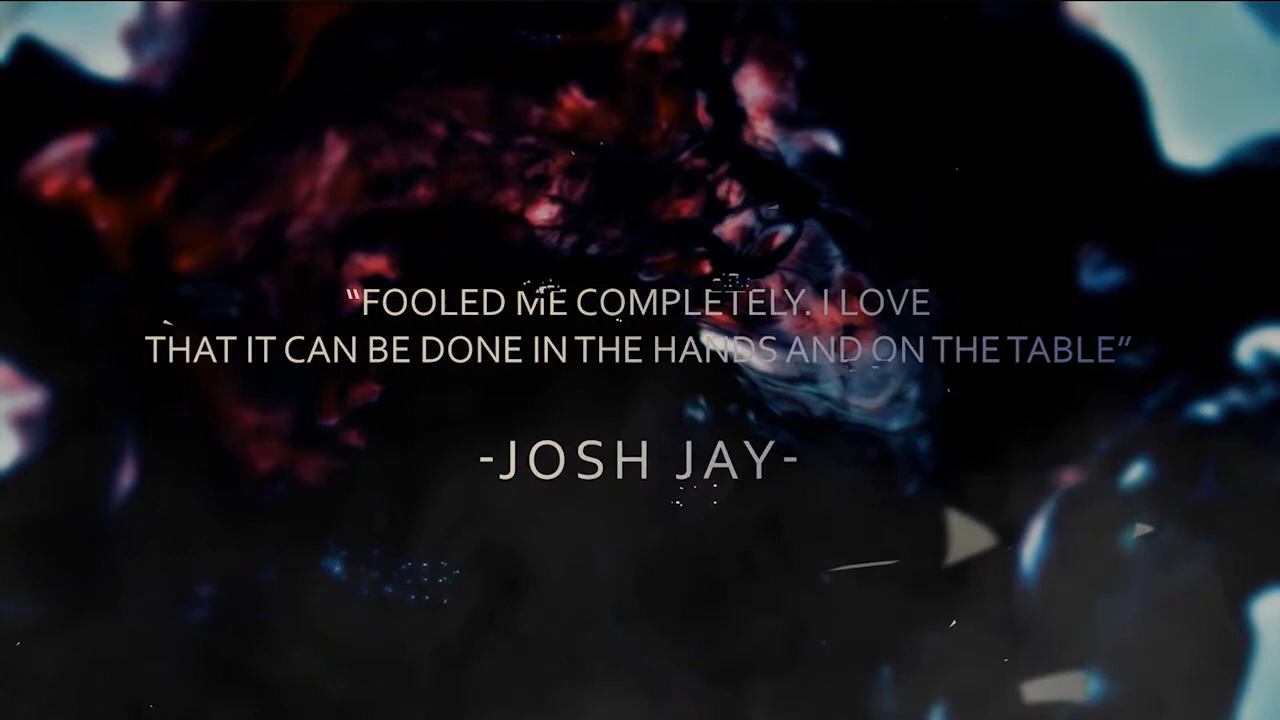 “FOOLED ME COMPLETELY. I LOVE
THAT IT CAN BE DONE IN THE HANDS AND ON THE TABLE”
-JOSH JAY-